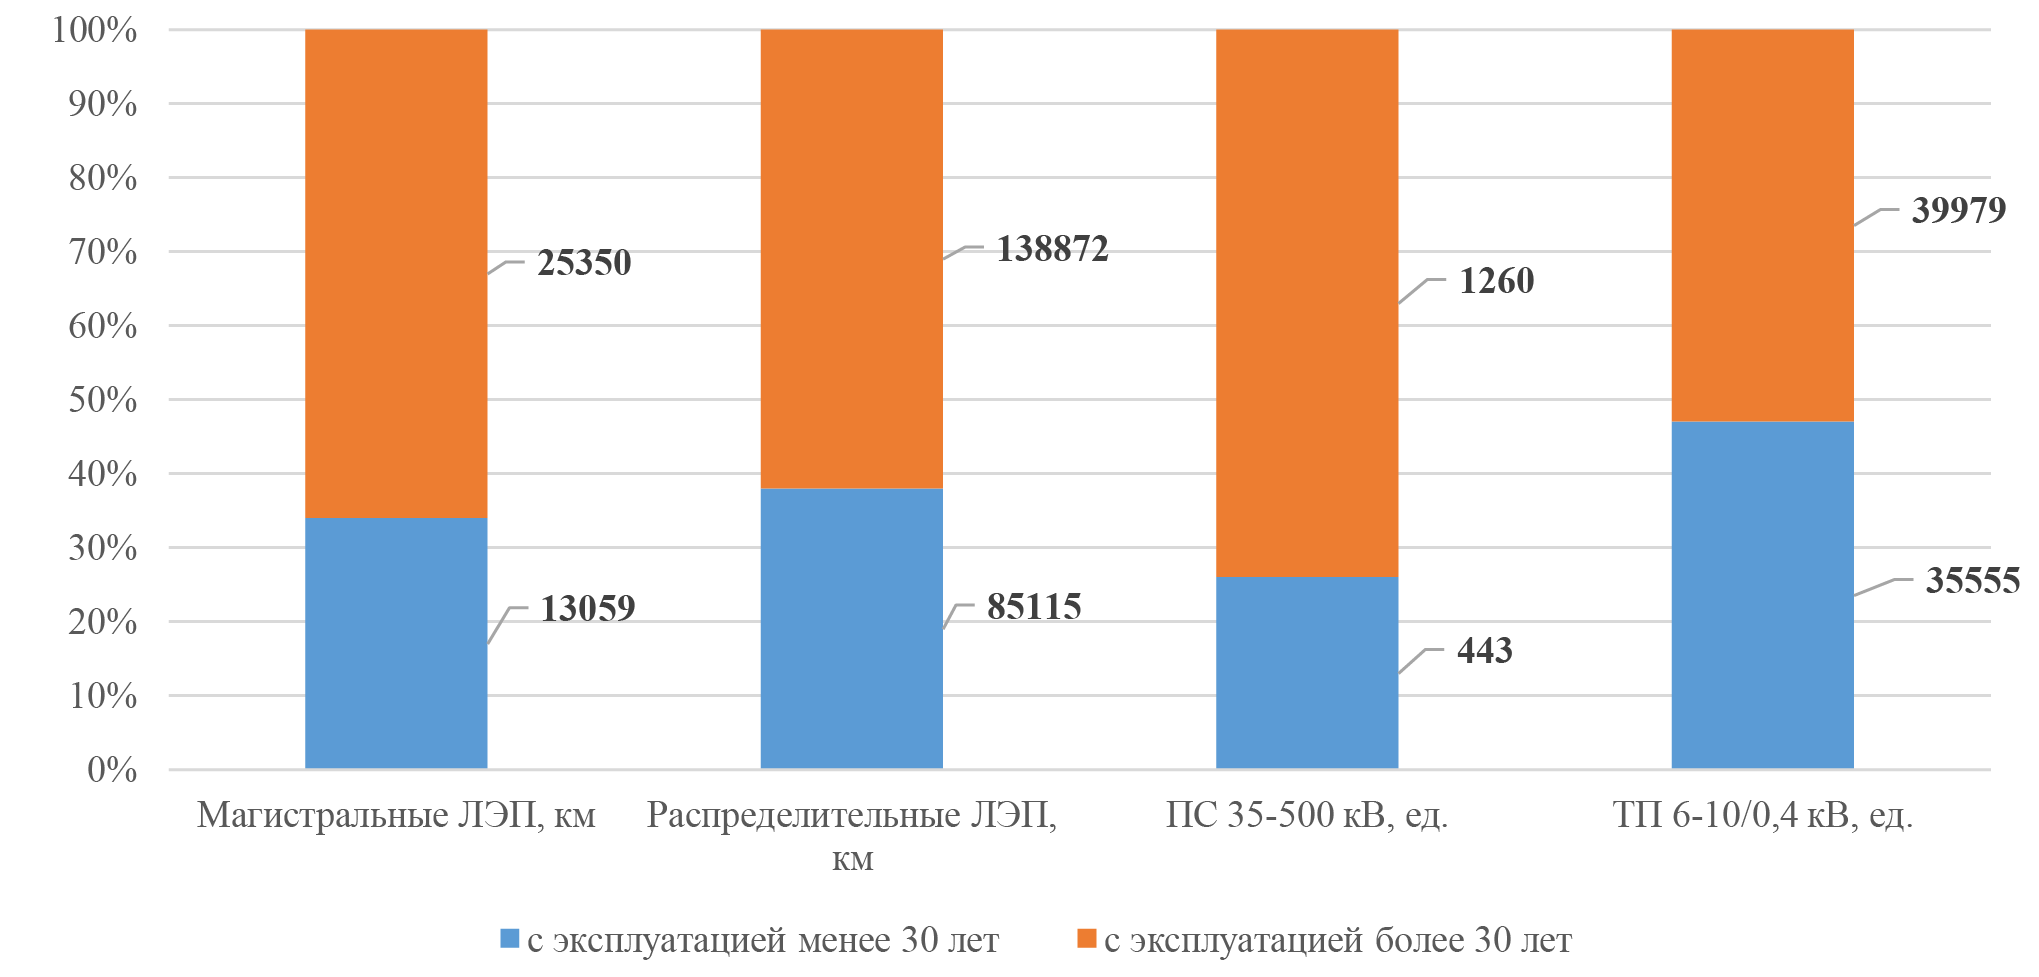 100%
90%
80%
70%
60%
50%
40%
30%
20%
10%
0%
25350
138872
1260
39979
13059
85115
443
35555
Магистральные ЛЭП, км
Распределительные ЛЭП,
км
ПС 35-500 кВ, ед.
ТП 6-10/0,4 кВ, ед.
с эксплуатацией менее 30 лет
с эксплуатацией более 30 лет